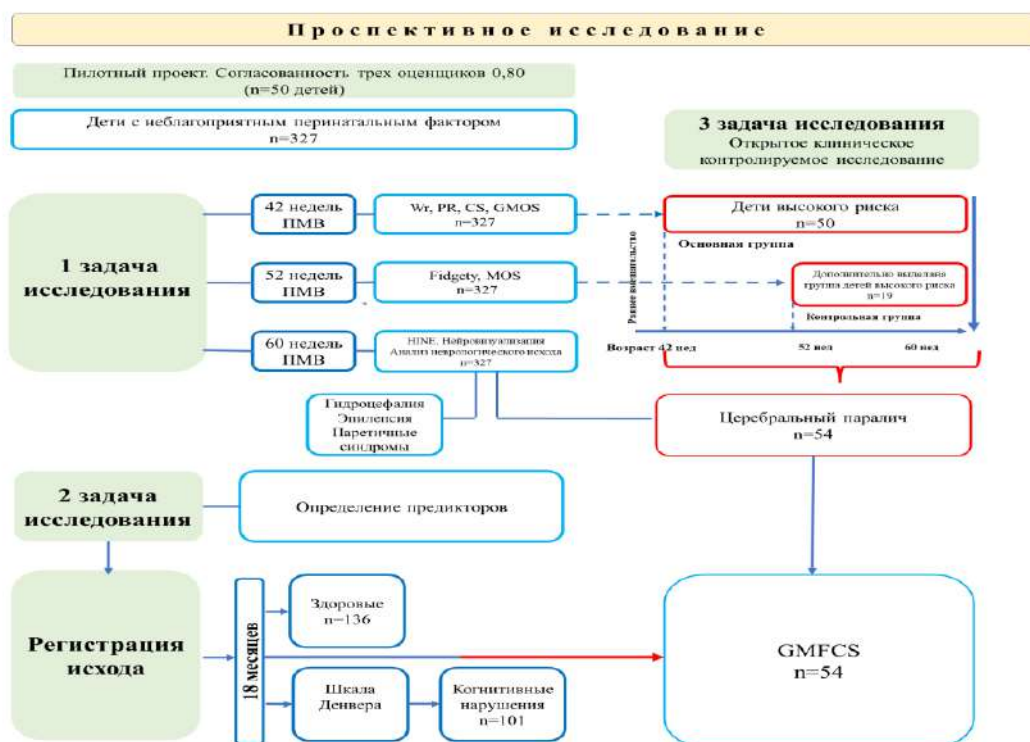 Проспективное исследование
Пилотный проект. Согласованность трех оценщиков 0,80
(n=50 детей)
Дети с неблагоприятным перинатальным фактором
n=327
3 задача исследования
Открытое клиническое
контролируемое исследование
1 задача
исследования
42 недель
ПМВ
Wr, PR, CS, GMOS
n=327
Дети высокого риска
n=50
Раннее вмешательство
Основная группа
52 недель
ПМВ
Fidgety, MOS
n=327
Дополнительно выделена
группа детей высокого риска
n=19
Контрольная группа
60 недель
ПМВ
HINE, Нейровизуализация
Анализ неврологического исхода
n=327
Возраст 42 нед
52 нед
60 нед
Гидроцефалия
Эпилепсия
Паретичные
синдромы
Церебральный паралич
n=54
2 задача
исследования
Определение предикторов
Регистрация
исхода
18 месяцев
Здоровые
n=136
Шкала
Денвера
Когнитивные
нарушения
n=101
GMFCS
n=54